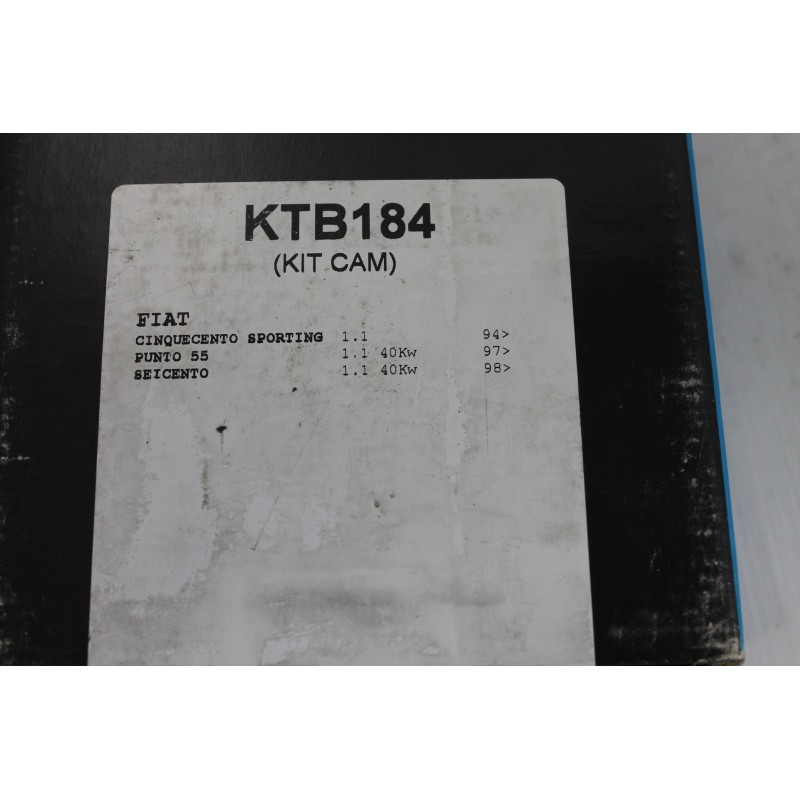 KTB184
(KIT CAM)
FIAT
CINQUECENTO SPORTING 1.1 94>
PUNTO 55 1.1 40Kw 97>
SEICENTO 1.1 40Kw 98>